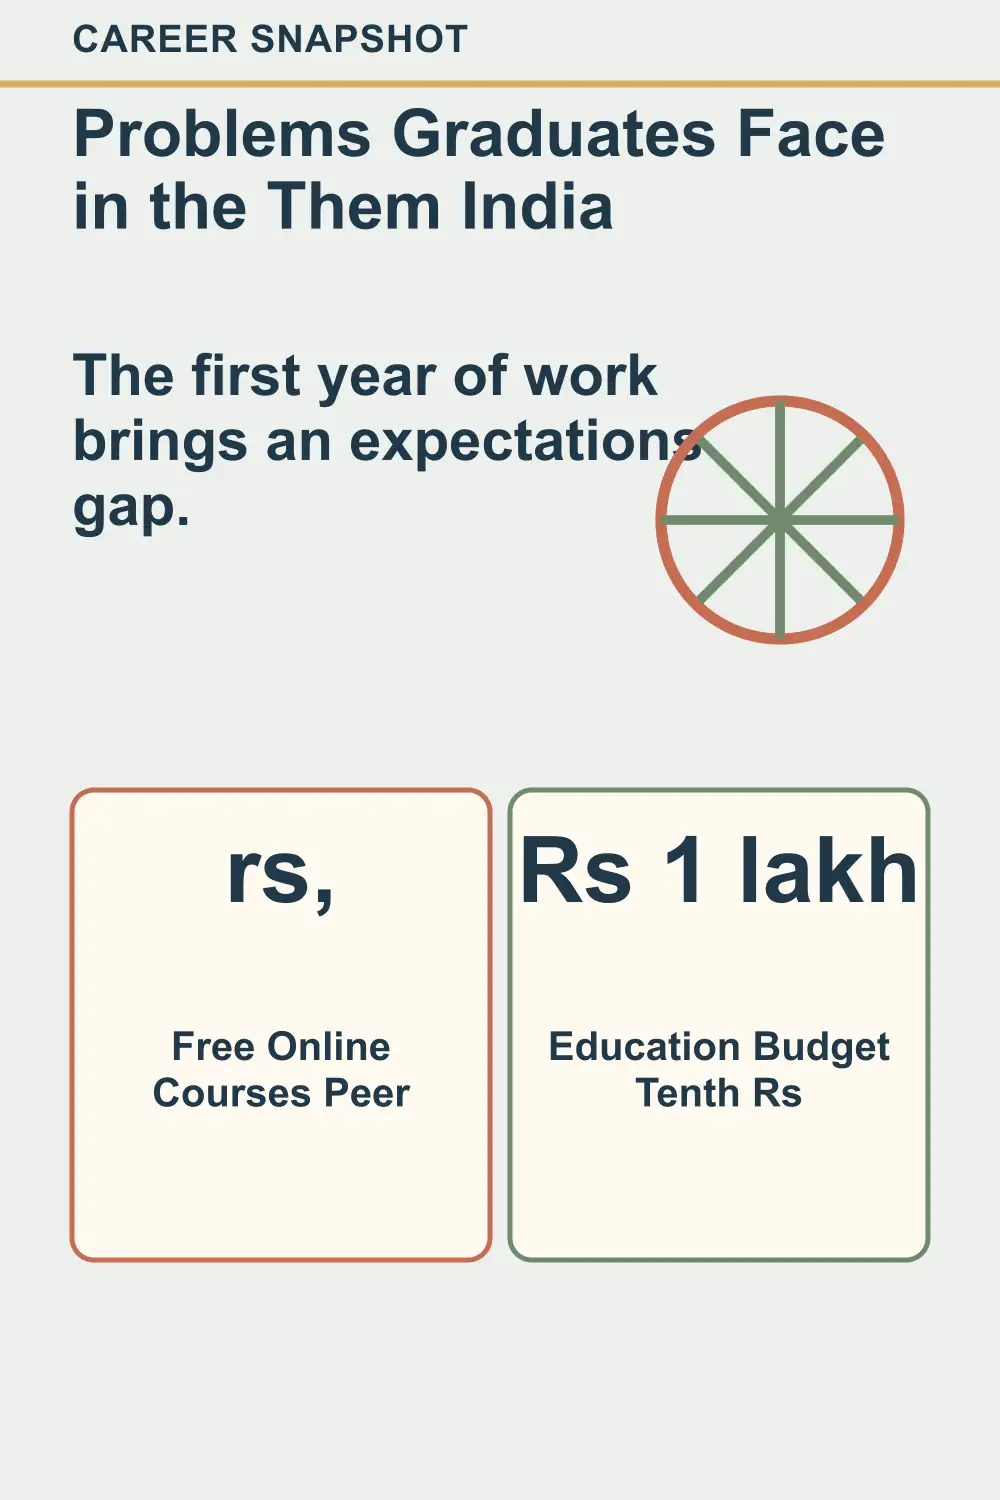 CAREER SNAPSHOT
Problems Graduates Face
in the Them India
The first year of work
brings an expectations
gap.
rs,
Free Online
Courses Peer
Rs 1 lakh
Education Budget
Tenth Rs